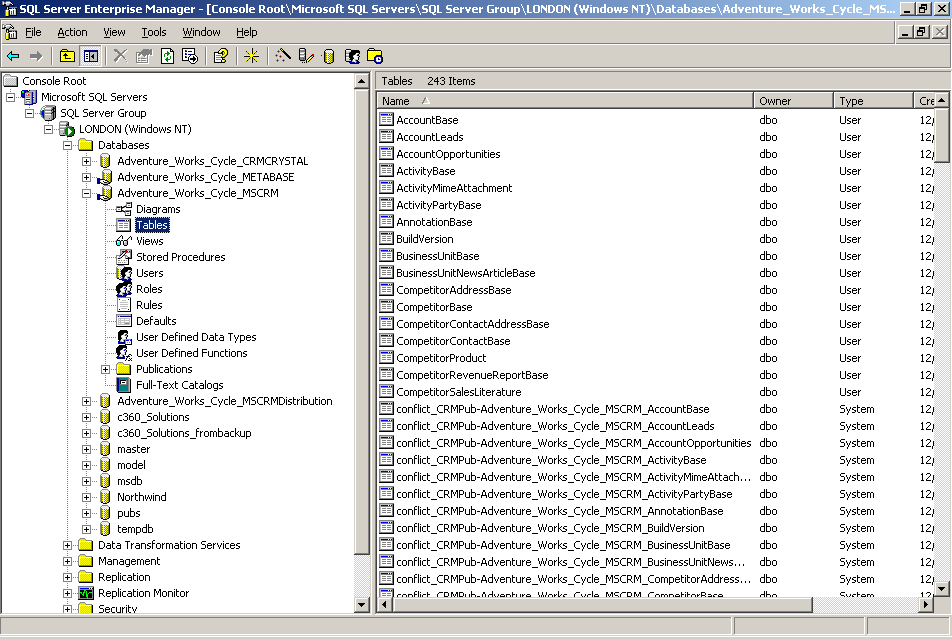 SQL Server Enterprise Manager - [Console Root\Microsoft SQL Servers\SQL Server Group\LONDON (Windows NT)\Databases\Adventure_Works_Cycle_MS...
File Action View Tools Window Help
Console Root
Microsoft SQL Servers
SQL Server Group
LONDON (Windows NT)
Databases
Adventure_Works_Cycle_CRMCRYSTAL
Adventure_Works_Cycle_METABASE
Adventure_Works_Cycle_MSCRM
Diagrams
Tables
Views
Stored Procedures
Users
Roles
Rules
Defaults
User Defined Data Types
User Defined Functions
Publications
Full-Text Catalogs
Adventure_Works_Cycle_MSCRMDistribution
c360_Solutions
c360_Solutions_frombackup
master
model
msdb
Northwind
pubs
tempdb
Data Transformation Services
Management
Replication
Replication Monitor
Security
Tables 243 Items
Name Owner Type Cre
AccountBase dbo User 12/
AccountLeads dbo User 12/
AccountOpportunities dbo User 12/
ActivityBase dbo User 12/
ActivityMimeAttachment dbo User 12/
ActivityPartyBase dbo User 12/
AnnotationBase dbo User 12/
BuildVersion dbo User 12/
BusinessUnitBase dbo User 12/
BusinessUnitNewsArticleBase dbo User 12/
CompetitorAddressBase dbo User 12/
CompetitorBase dbo User 12/
CompetitorContactAddressBase dbo User 12/
CompetitorContactBase dbo User 12/
CompetitorProduct dbo User 12/
CompetitorRevenueReportBase dbo User 12/
CompetitorSalesLiterature dbo User 12/
conflict_CRMPub-Adventure_Works_Cycle_MSCRM_AccountBase dbo System 12/
conflict_CRMPub-Adventure_Works_Cycle_MSCRM_AccountLeads dbo System 12/
conflict_CRMPub-Adventure_Works_Cycle_MSCRM_AccountOpportunities dbo System 12/
conflict_CRMPub-Adventure_Works_Cycle_MSCRM_ActivityBase dbo System 12/
conflict_CRMPub-Adventure_Works_Cycle_MSCRM_ActivityMimeAttach... dbo System 12/
conflict_CRMPub-Adventure_Works_Cycle_MSCRM_ActivityPartyBase dbo System 12/
conflict_CRMPub-Adventure_Works_Cycle_MSCRM_AnnotationBase dbo System 12/
conflict_CRMPub-Adventure_Works_Cycle_MSCRM_BuildVersion dbo System 12/
conflict_CRMPub-Adventure_Works_Cycle_MSCRM_BusinessUnitBase dbo System 12/
conflict_CRMPub-Adventure_Works_Cycle_MSCRM_BusinessUnitNews... dbo System 12/
conflict_CRMPub-Adventure_Works_Cycle_MSCRM_CompetitorAddress... dbo System 12/
conflict_CRMPub-Adventure_Works_Cycle_MSCRM_CompetitorBase dbo System 12/